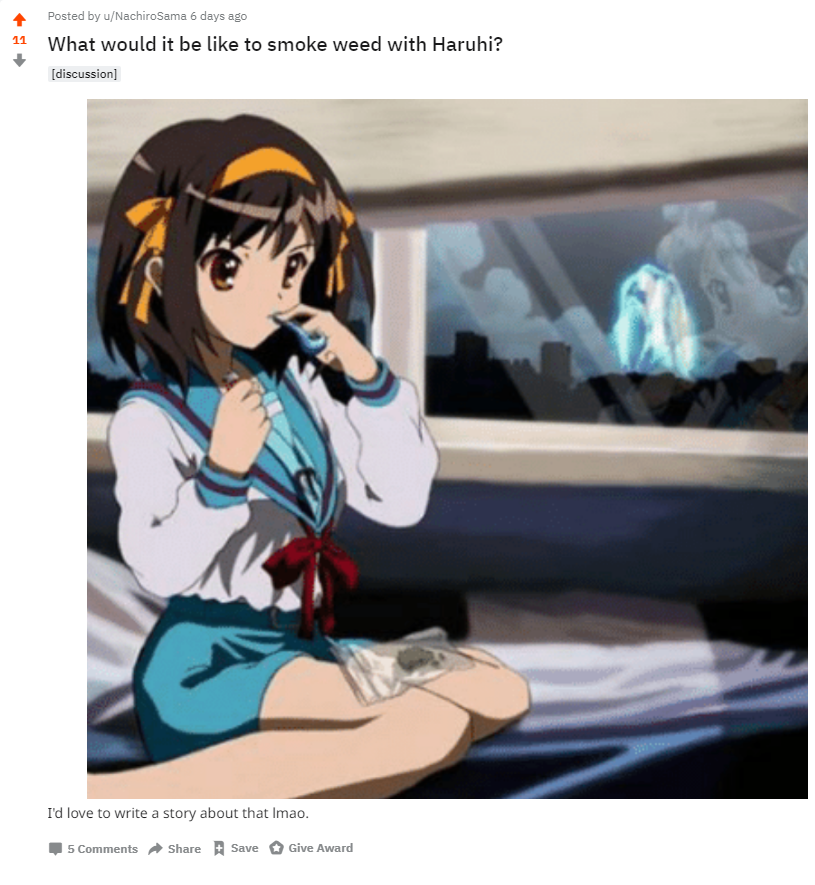 Posted by u/NachiroSama 6 days ago
11
What would it be like to smoke weed with Haruhi?
[discussion]
I'd love to write a story about that lmao.
5 Comments Share Save Give Award